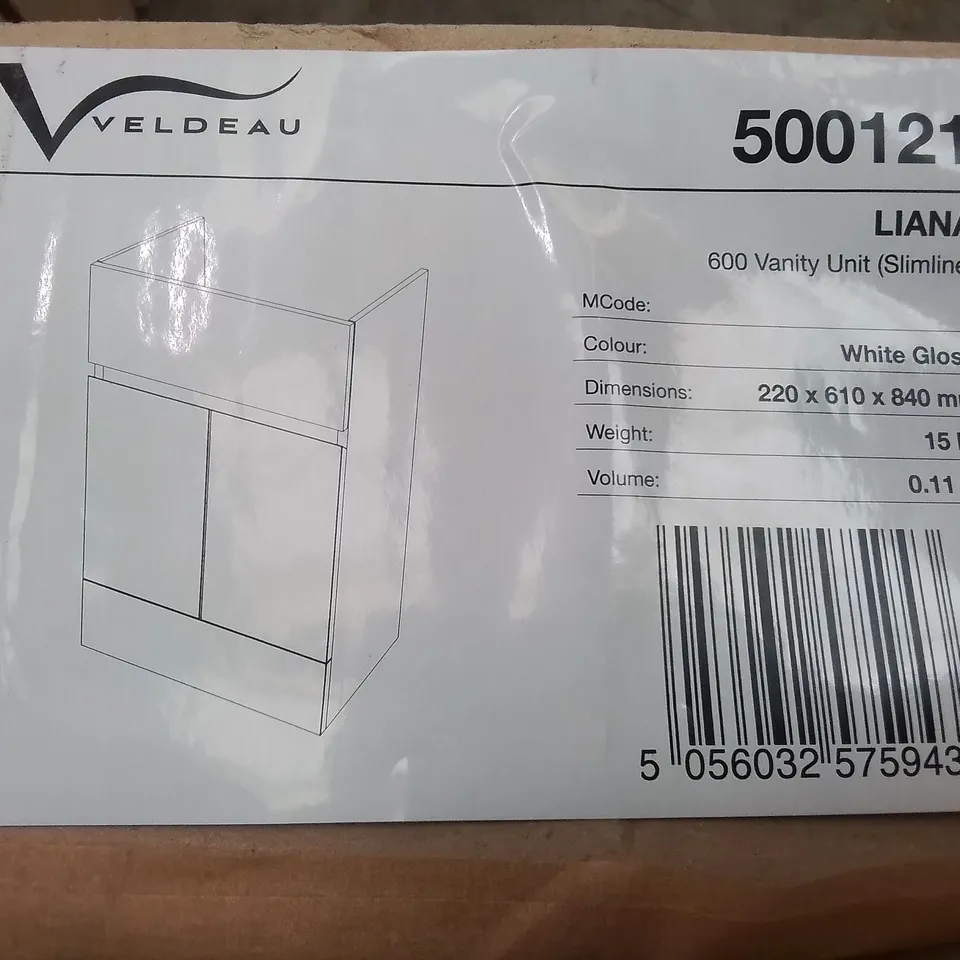 VELDEAU
500121
LIANA
600 Vanity Unit (Slimline
MCode:
Colour: White Glos
Dimensions: 220 x 610 x 840 m
Weight: 15
Volume: 0.11
5 056032 575943